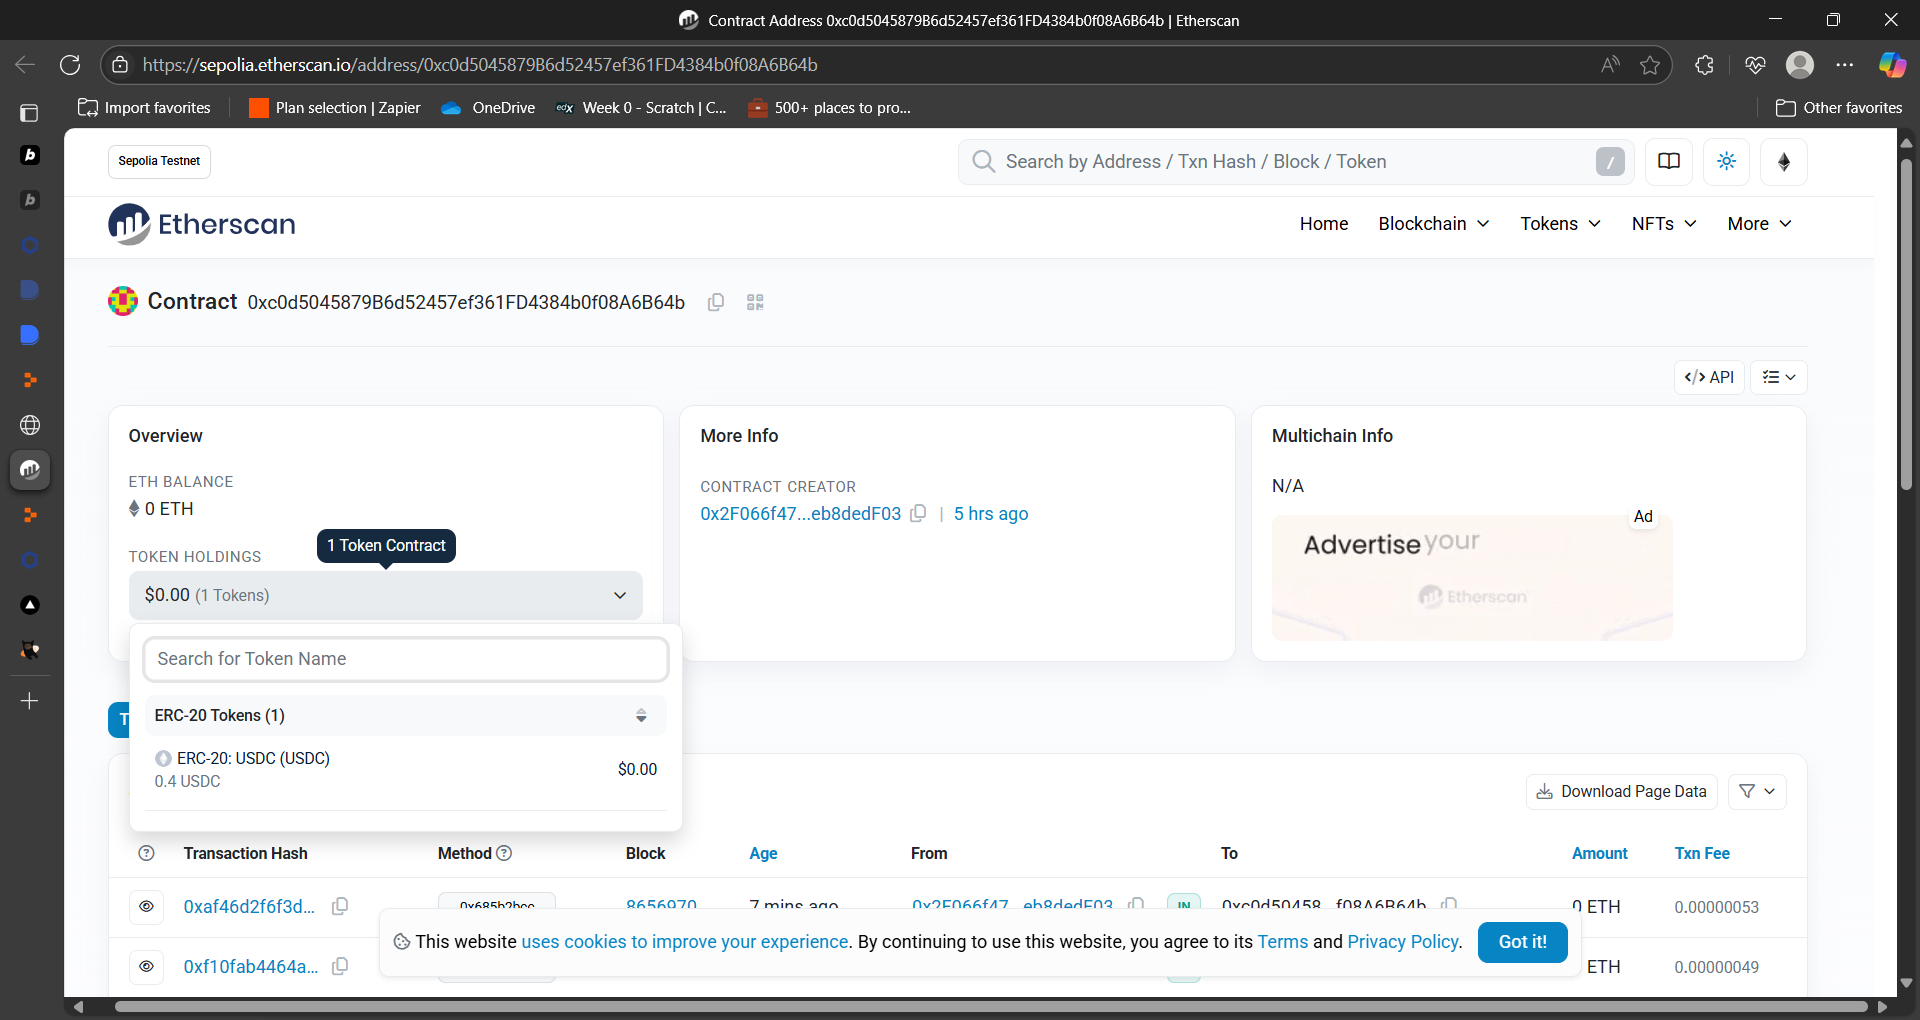 Contract Address 0xc0d5045879B6d52457ef361FD4384b0f08A6B64b | Etherscan
https://sepolia.etherscan.io/address/0xc0d5045879B6d52457ef361FD4384b0f08A6B64b
Import favorites
Plan selection | Zapier
OneDrive
edX Week 0 - Scratch | C...
500+ places to pro...
Other favorites
Sepolia Testnet
Search by Address / Txn Hash / Block / Token
/
Etherscan
Home
Blockchain
Tokens
NFTs
More
Contract 0xc0d5045879B6d52457ef361FD4384b0f08A6B64b
</> API
Overview
ETH BALANCE
0 ETH
1 Token Contract
TOKEN HOLDINGS
$0.00 (1 Tokens)
Search for Token Name
ERC-20 Tokens (1)
ERC-20: USDC (USDC)
0.4 USDC
$0.00
More Info
CONTRACT CREATOR
0x2F066f47...eb8dedF03 | 5 hrs ago
Multichain Info
N/A
Ad
Advertise your
Etherscan
T
Download Page Data
Transaction Hash
Method
Block
Age
From
To
Amount
Txn Fee
0xaf46d2f6f3d...
0x685b2bcc
8656970
7 mins ago
0x2F066f47...eb8dedF03
IN
0xc0d50458...f08A6B64b
0 ETH
0.00000053
0xf10fab4464a...
ETH
0.00000049
This website uses cookies to improve your experience. By continuing to use this website, you agree to its Terms and Privacy Policy.
Got it!